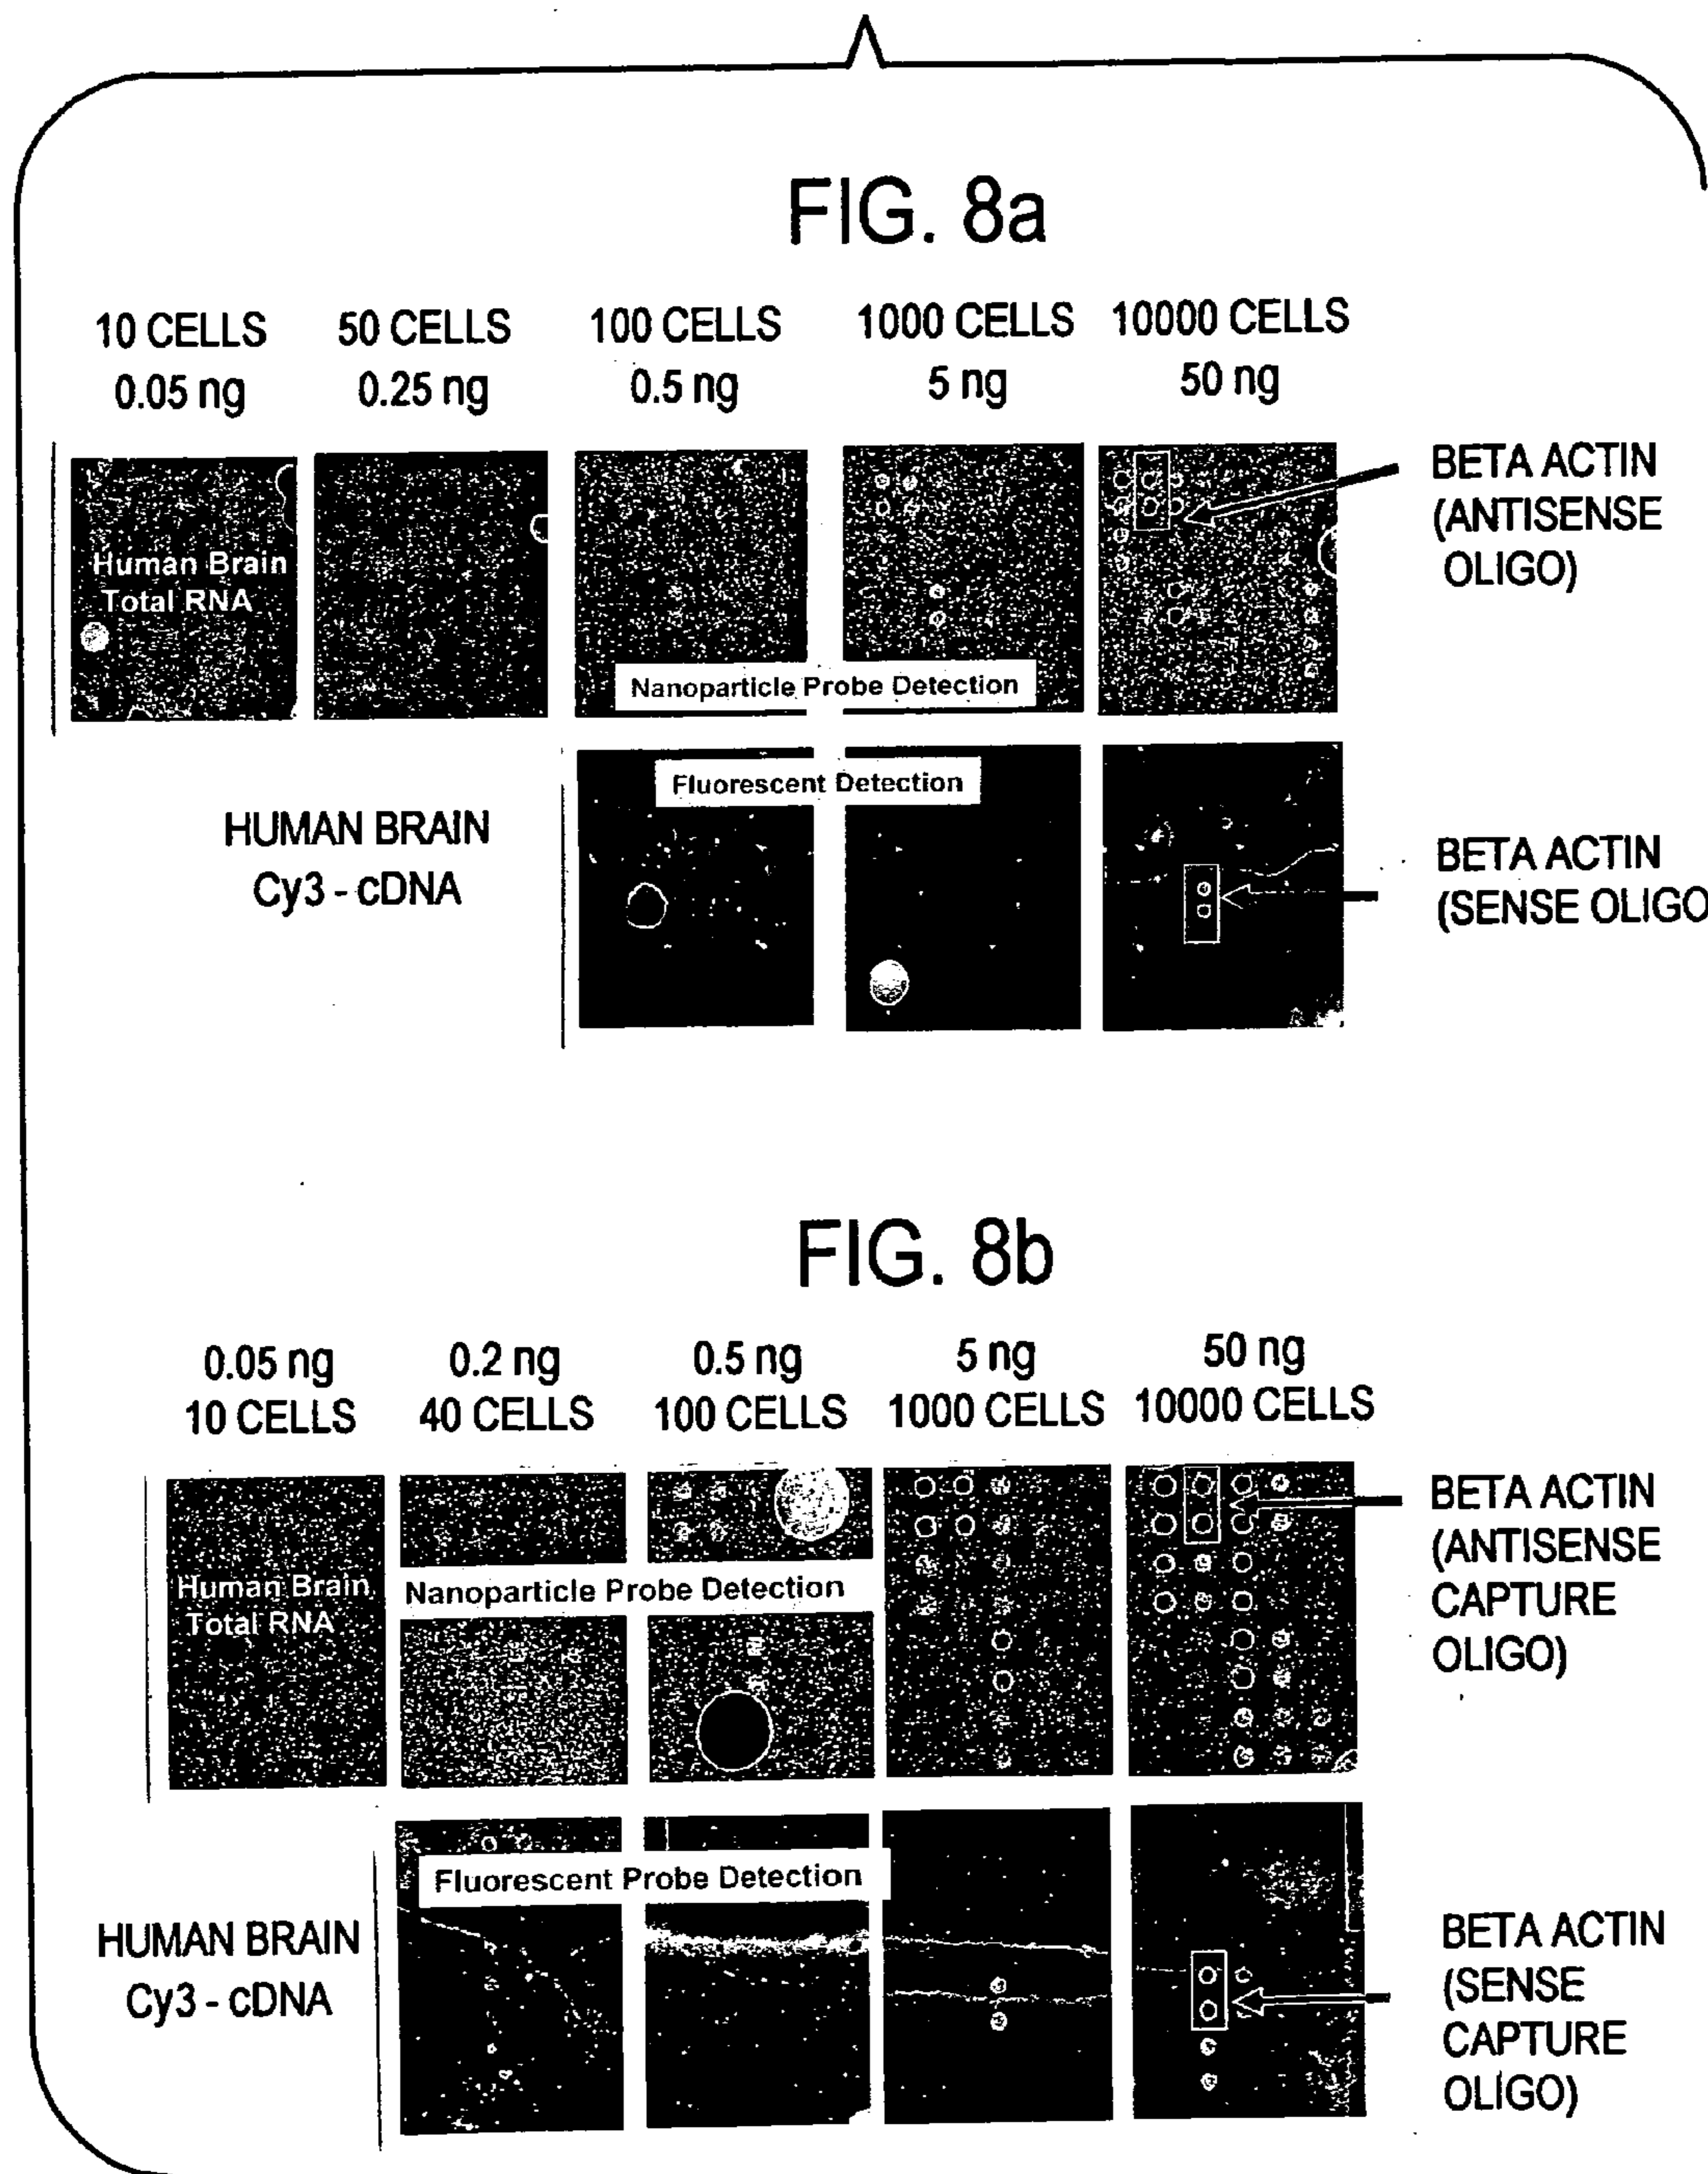 FIG. 8a
10 CELLS 50 CELLS 100 CELLS 1000 CELLS 10000 CELLS
0.05 ng 0.25 ng 0.5 ng 5 ng 50 ng
Human Brain
Total RNA
Nanoparticle Probe Detection
BETA ACTIN
(ANTISENSE
OLIGO)
Fluorescent Detection
HUMAN BRAIN
Cy3 - cDNA
BETA ACTIN
(SENSE OLIGO
FIG. 8b
0.05 ng 0.2 ng 0.5 ng 5 ng 50 ng
10 CELLS 40 CELLS 100 CELLS 1000 CELLS 10000 CELLS
Human Brain
Total RNA
Nanoparticle Probe Detection
BETA ACTIN
(ANTISENSE
CAPTURE
OLIGO)
Fluorescent Probe Detection
HUMAN BRAIN
Cy3 - cDNA
BETA ACTIN
(SENSE
CAPTURE
OLIGO)